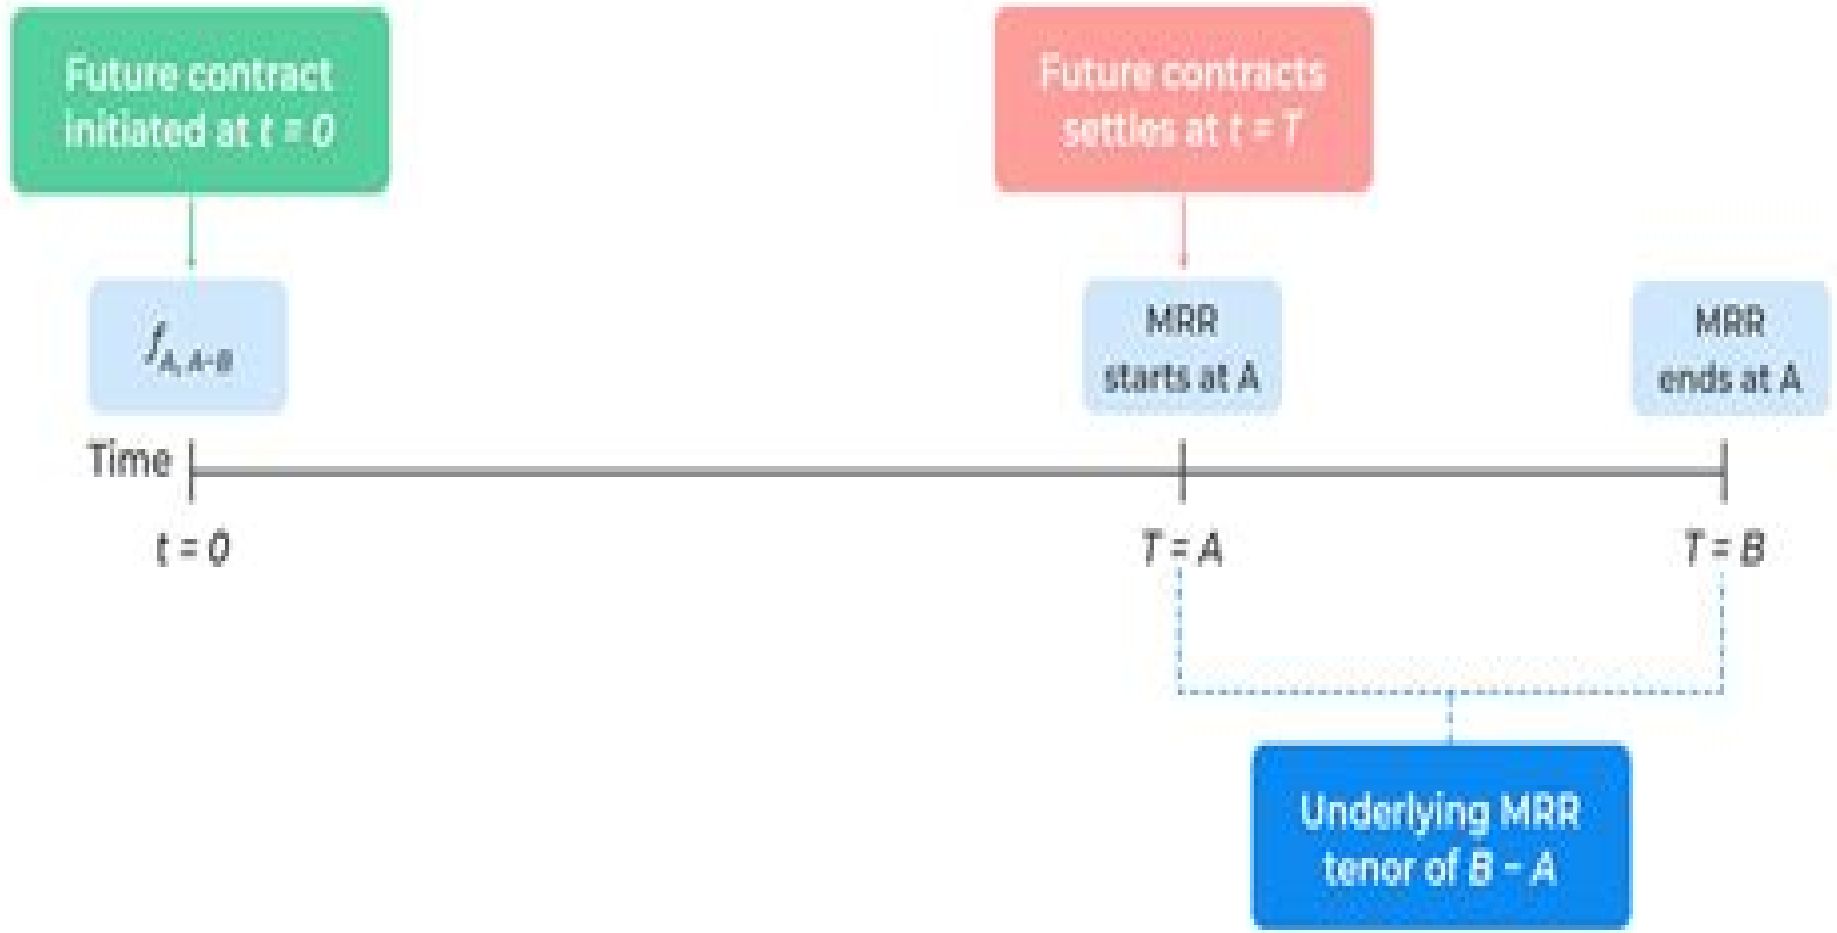 Future contract
initiated at t = 0
Future contracts
settles at t = T
f A, A-B
MRR
starts at A
MRR
ends at A
Time
t = 0
T = A
T = B
Underlying MRR
tenor of B - A